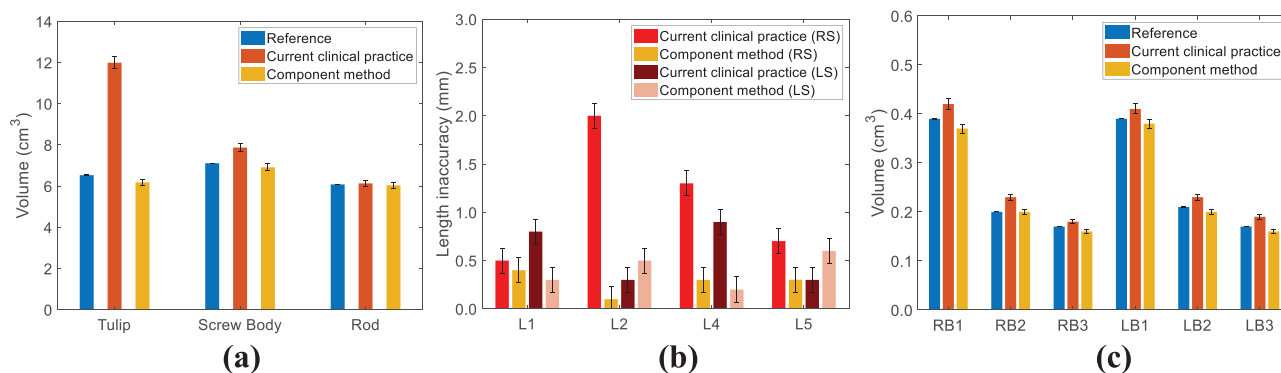 14
12
10
8
6
4
2
0
Volume (cm3)
Reference
Current clinical practice
Component method
Tulip
Screw Body
Rod
(a)
3.0
2.5
2.0
1.5
1.0
0.5
0.0
Length inaccuracy (mm)
Current clinical practice (RS)
Component method (RS)
Current clinical practice (LS)
Component method (LS)
L1
L2
L4
L5
(b)
0.6
0.5
0.4
0.3
0.2
0.1
0.0
Volume (cm3)
Reference
Current clinical practice
Component method
RB1
RB2
RB3
LB1
LB2
LB3
(c)